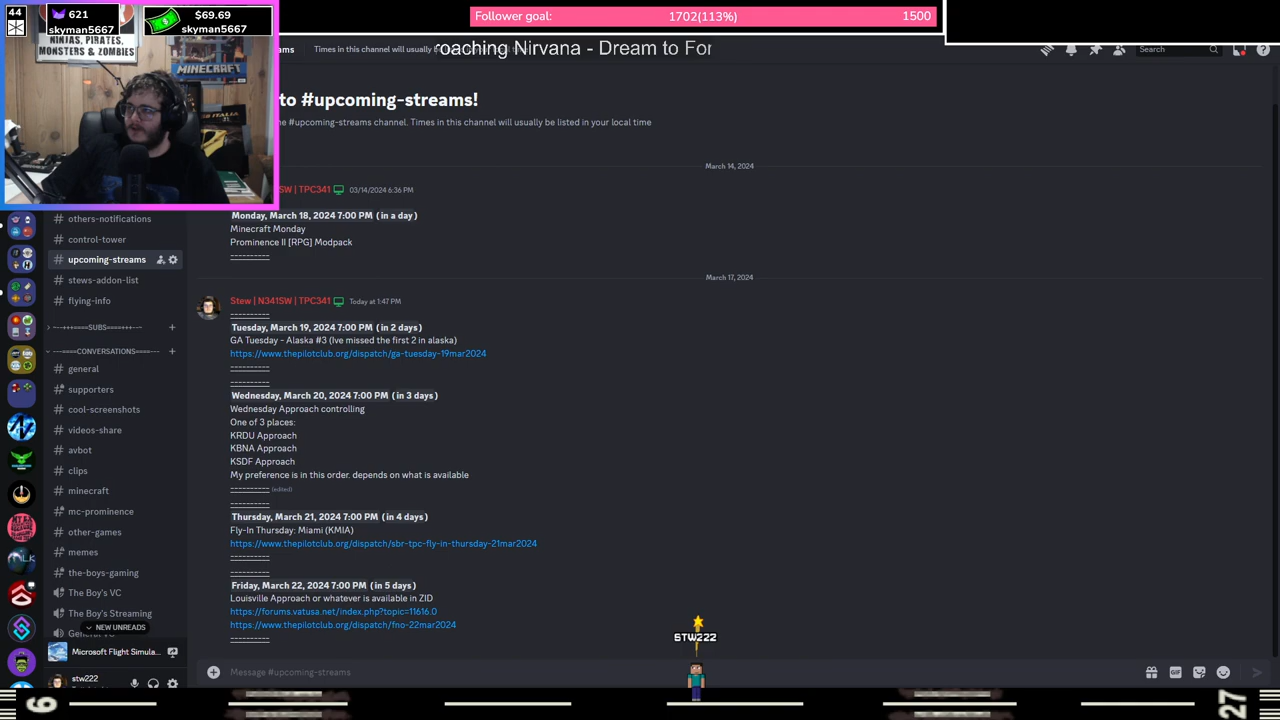 44
621
skyman5667
$69.69
skyman5667
Follower goal:
1702(113%)
1500
NINJAS, PIRATES,
MONSTERS & ZOMBIES
MINECRAFT
ITALIA
Times in this channel will usually be
oaching Nirvana - Dream to For
Search
to #upcoming-streams!
#upcoming-streams channel. Times in this channel will usually be listed in your local time
March 14, 2024
SW | TPC341 03/14/2024 6:36 PM
Monday, March 18, 2024 7:00 PM (in a day)
Minecraft Monday
Prominence II [RPG] Modpack
----------
March 17, 2024
Stew | N341SW | TPC341 Today at 1:47 PM
----------
Tuesday, March 19, 2024 7:00 PM (in 2 days)
GA Tuesday - Alaska #3 (Ive missed the first 2 in alaska)
https://www.thepilotclub.org/dispatch/ga-tuesday-19mar2024
----------
----------
Wednesday, March 20, 2024 7:00 PM (in 3 days)
Wednesday Approach controlling
One of 3 places:
KRDU Approach
KBNA Approach
KSDF Approach
My preference is in this order. depends on what is available
---------- (edited)
----------
Thursday, March 21, 2024 7:00 PM (in 4 days)
Fly-In Thursday: Miami (KMIA)
https://www.thepilotclub.org/dispatch/sbr-tpc-fly-in-thursday-21mar2024
----------
----------
Friday, March 22, 2024 7:00 PM (in 5 days)
Louisville Approach or whatever is available in ZID
https://forums.vatusa.net/index.php?topic=11616.0
https://www.thepilotclub.org/dispatch/fno-22mar2024
----------
others-notifications
control-tower
upcoming-streams
stews-addon-list
flying-info
~--+++====SUBS====+++--~
~--====CONVERSATIONS====--~
general
supporters
cool-screenshots
videos-share
avbot
clips
minecraft
mc-prominence
other-games
memes
the-boys-gaming
The Boy's VC
The Boy's Streaming
NEW UNREADS
Microsoft Flight Simula...
stw222
Message #upcoming-streams
GIF
STW222
6
27